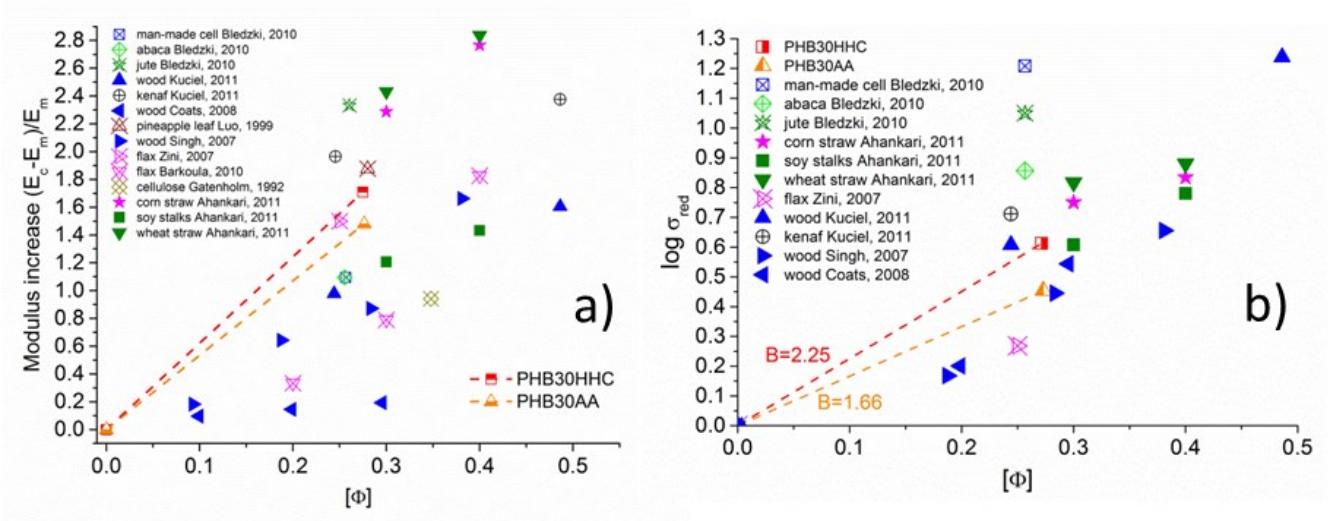 2.8
2.6
2.4
2.2
2.0
1.8
1.6
1.4
1.2
1.0
0.8
0.6
0.4
0.2
0.0
Modulus increase (Ec-Em)/Em
man-made cell Bledzki, 2010
abaca Bledzki, 2010
jute Bledzki, 2010
wood Kuciel, 2011
kenaf Kuciel, 2011
wood Coats, 2008
pineapple leaf Luo, 1999
wood Singh, 2007
flax Zini, 2007
flax Barkoula, 2010
cellulose Gatenholm, 1992
corn straw Ahankari, 2011
soy stalks Ahankari, 2011
wheat straw Ahankari, 2011
a)
PHB30HHC
PHB30AA
0.0 0.1 0.2 0.3 0.4 0.5
[Φ]
1.3
1.2
1.1
1.0
0.9
0.8
0.7
0.6
0.5
0.4
0.3
0.2
0.1
0.0
log σred
PHB30HHC
PHB30AA
man-made cell Bledzki, 2010
abaca Bledzki, 2010
jute Bledzki, 2010
corn straw Ahankari, 2011
soy stalks Ahankari, 2011
wheat straw Ahankari, 2011
flax Zini, 2007
wood Kuciel, 2011
kenaf Kuciel, 2011
wood Singh, 2007
wood Coats, 2008
b)
B=2.25
B=1.66
0.0 0.1 0.2 0.3 0.4 0.5
[Φ]